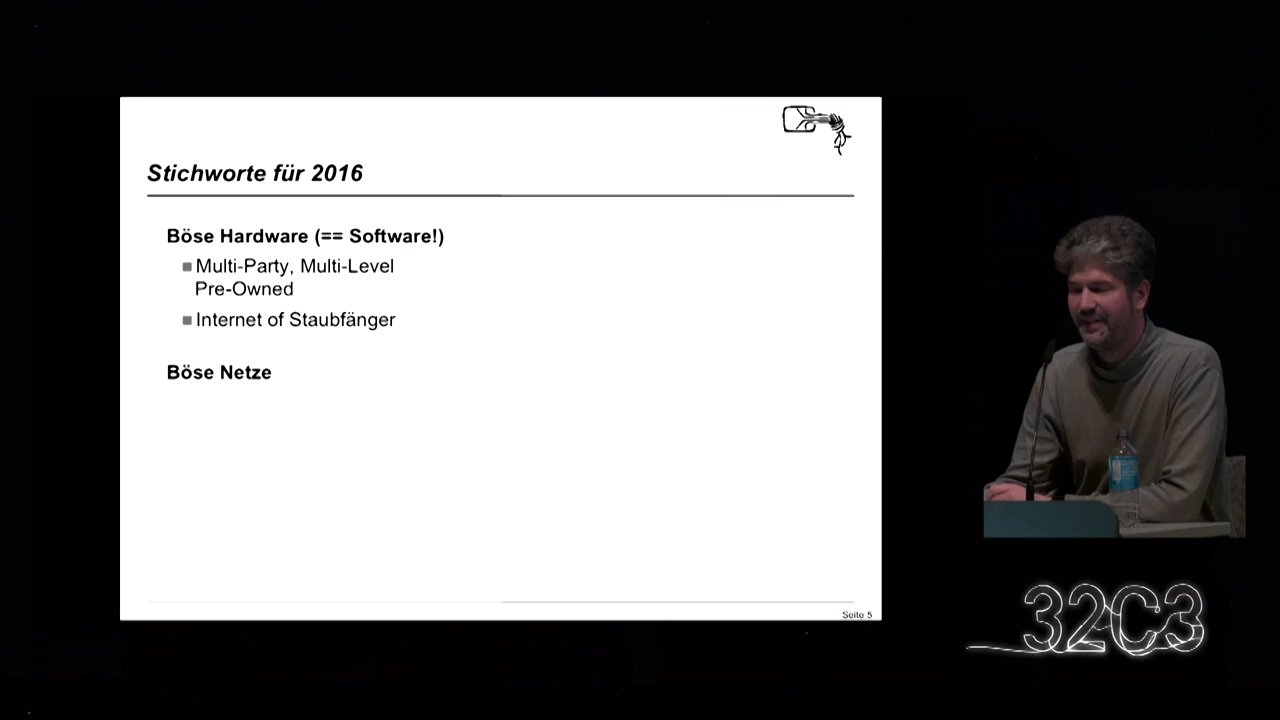 Stichworte für 2016
Böse Hardware (== Software!)
Multi-Party, Multi-Level
Pre-Owned
Internet of Staubfänger
Böse Netze
Seite 5
32C3